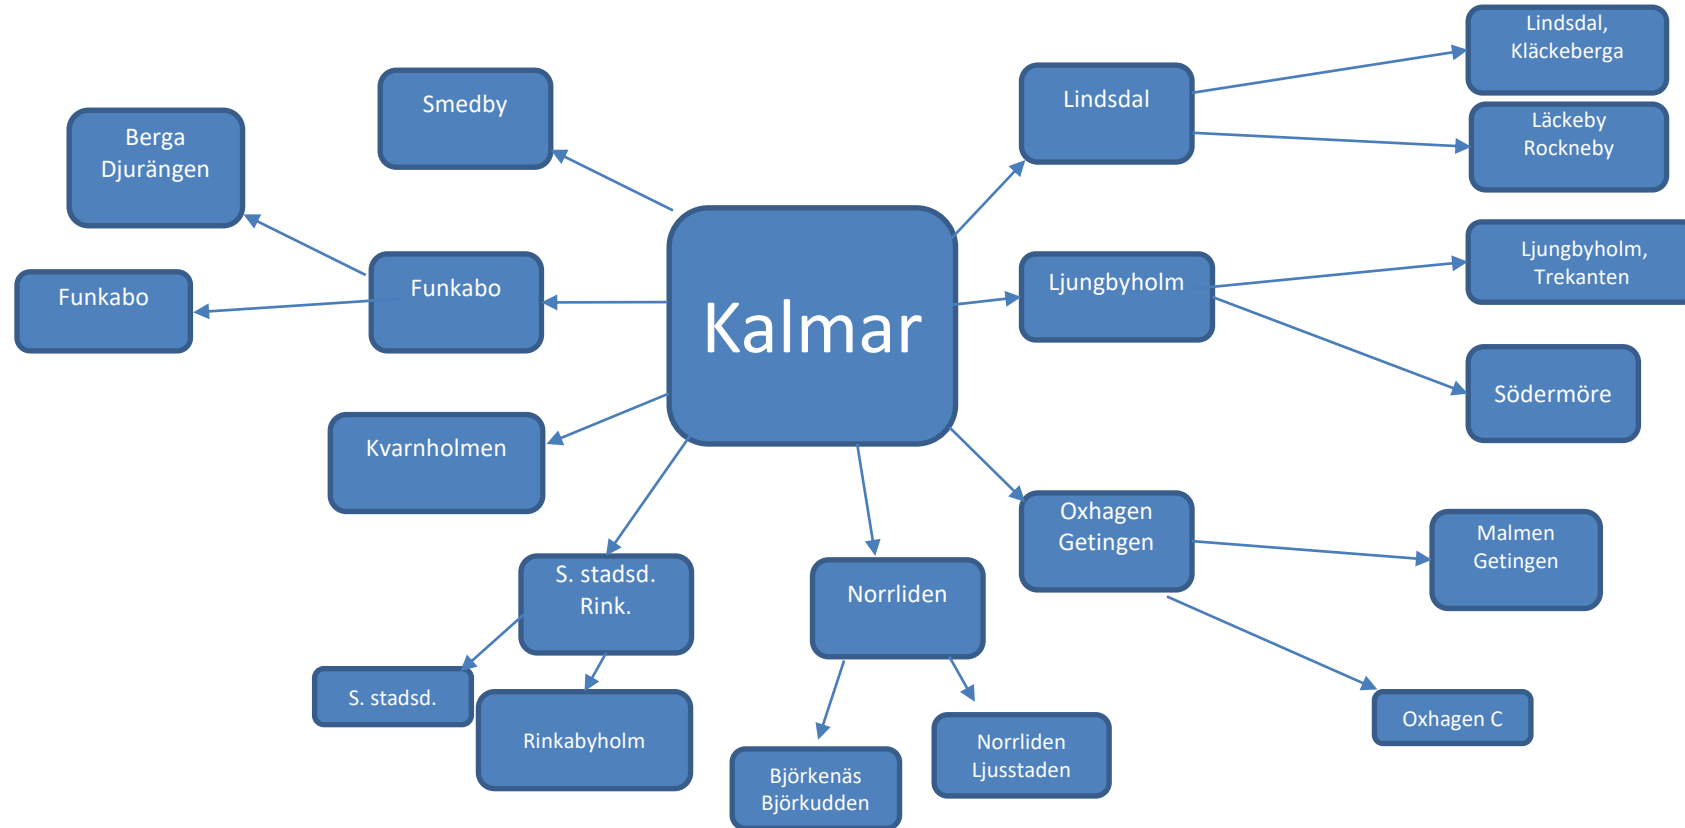 Lindsdal,
Kläckeberga
Smedby
Lindsdal
Berga
Djurängen
Läckeby
Rockneby
Funkabo
Funkabo
Kalmar
Ljungbyholm
Ljungbyholm,
Trekanten
Södermöre
Kvarnholmen
Oxhagen
Getingen
Malmen
Getingen
S. stadsd.
Rink.
Norrliden
S. stadsd.
Rinkabyholm
Björkenäs
Björkudden
Norrliden
Ljusstaden
Oxhagen C